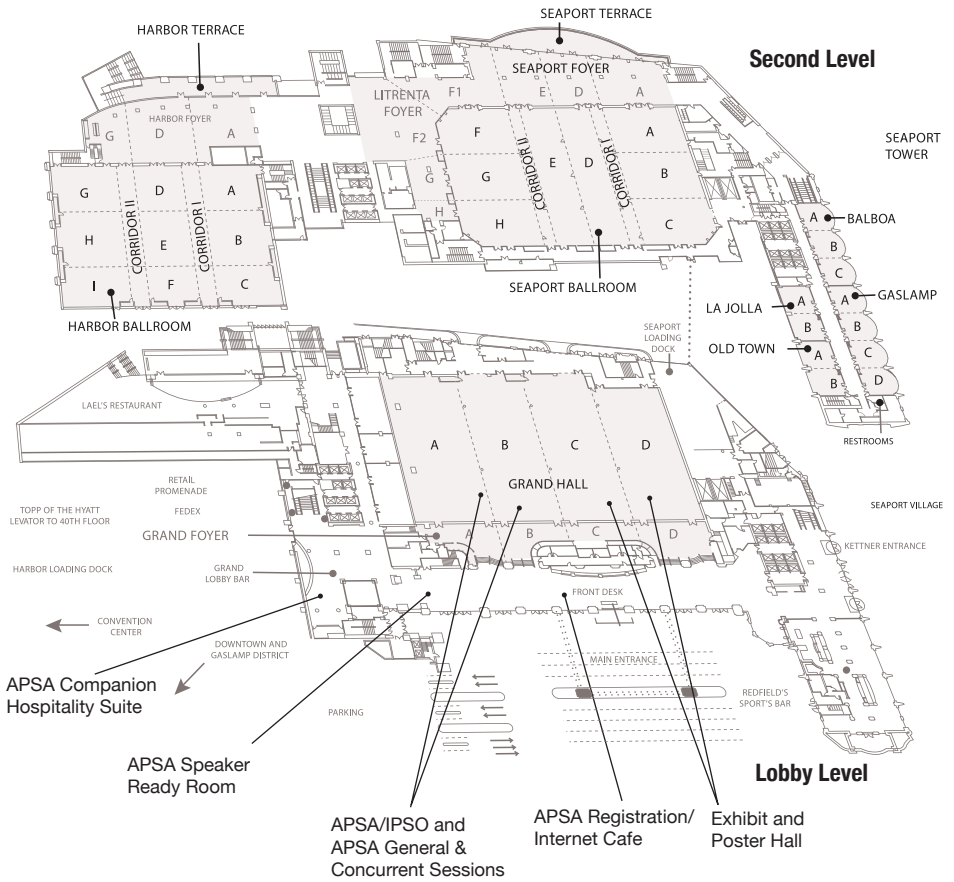 SEAPORT TERRACE
HARBOR TERRACE
Second Level
SEAPORT FOYER
LITRENTA
FOYER
F1
E
D
A
HARBOR FOYER
G
D
A
F2
F
A
SEAPORT
TOWER
CORRIDOR II
CORRIDOR I
E
D
G
B
G
G
D
A
H
H
C
A
BALBOA
B
C
CORRIDOR II
CORRIDOR I
H
E
B
I
F
C
SEAPORT BALLROOM
LA JOLLA
A
A
GASLAMP
B
B
OLD TOWN
A
C
B
D
RESTROOMS
HARBOR BALLROOM
SEAPORT
LOADING
DOCK
LAEL'S RESTAURANT
A
B
C
D
GRAND HALL
RETAIL
PROMENADE
TOPP OF THE HYATT
LEVATOR TO 40TH FLOOR
FEDEX
SEAPORT VILLAGE
GRAND FOYER
A
B
C
D
KETTNER ENTRANCE
HARBOR LOADING DOCK
GRAND
LOBBY BAR
FRONT DESK
CONVENTION
CENTER
DOWNTOWN AND
GASLAMP DISTRICT
MAIN ENTRANCE
APSA Companion
Hospitality Suite
PARKING
REDFIELD'S
SPORT'S BAR
APSA Speaker
Ready Room
Lobby Level
APSA/IPSO and
APSA General &
Concurrent Sessions
APSA Registration/
Internet Cafe
Exhibit and
Poster Hall